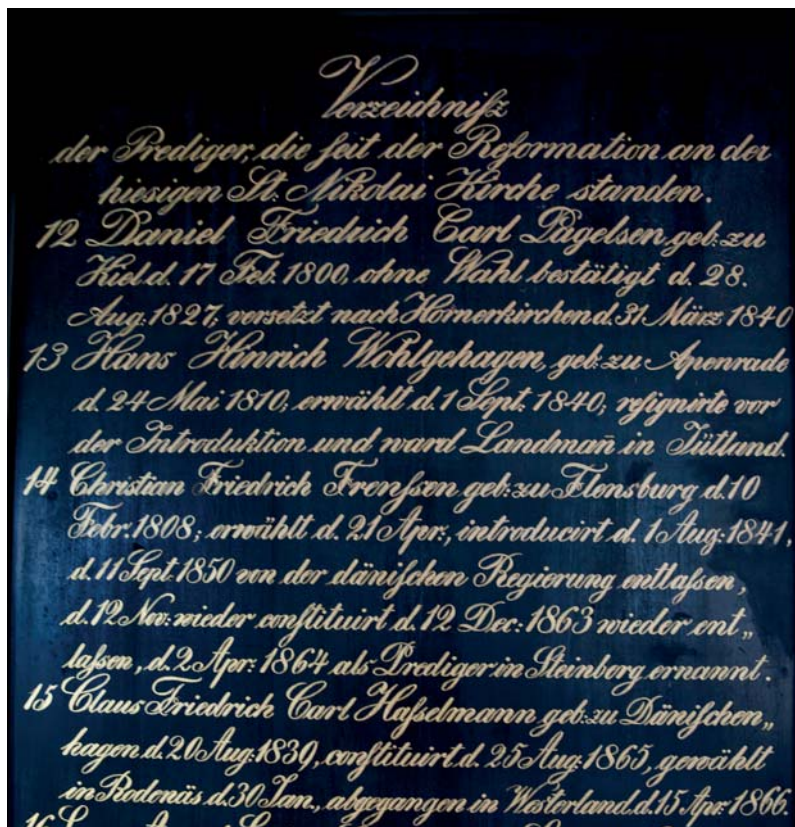 Verzeichniſz
der Prediger, die ſeit der Reformation an der
hiesigen St. Nikolai Kirche standen.
12 Daniel Friedrich Carl Pagelsen geb: zu
Kiel d. 17 Feb. 1800, ohne Wahl bestätigt d. 28.
Aug: 1827, versetzt nach Hörnerkirchen d. 31 März 1840
13 Hans Hinrich Wohlgehagen, geb: zu Apenrade
d. 24 Mai 1810; erwählt d. 1 Sept. 1840; reſignirte vor
der Introduktion und ward Landman̄ in Jütland.
14 Christian Friedrich Frenſsen geb: zu Flensburg d. 10
Febr. 1808; erwählt d. 21 Apr:, introducirt d. 1 Aug: 1841,
d. 11 Sept. 1850 von der däniſchen Regierung entlaſsen,
d. 12 Nov: wieder conſtituirt d. 12 Dec: 1863 wieder ent„
laſsen, d. 2 Apr: 1864 als Prediger in Steinberg ernannt.
15 Claus Friedrich Carl Haſselmann geb: zu Däniſchen„
hagen d. 20 Aug: 1839, conſtituirt d. 25 Aug: 1865, gewählt
in Rodenäs d. 30 Jan., abgegangen in Westerland, d. 15 Apr: 1866.
16